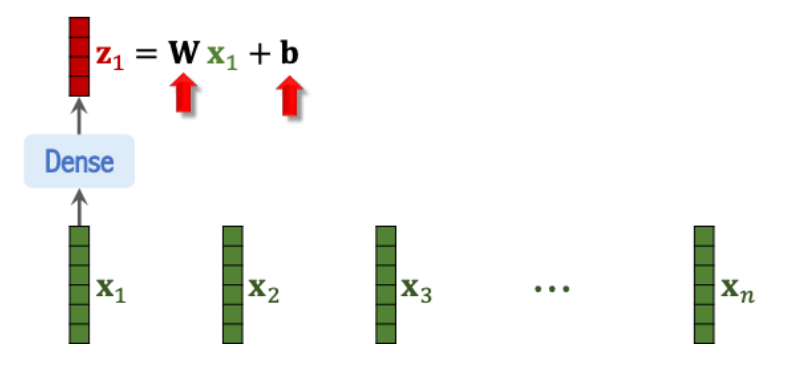 z₁ = W x₁ + b
Dense
x₁ x₂ x₃ ... xₙ